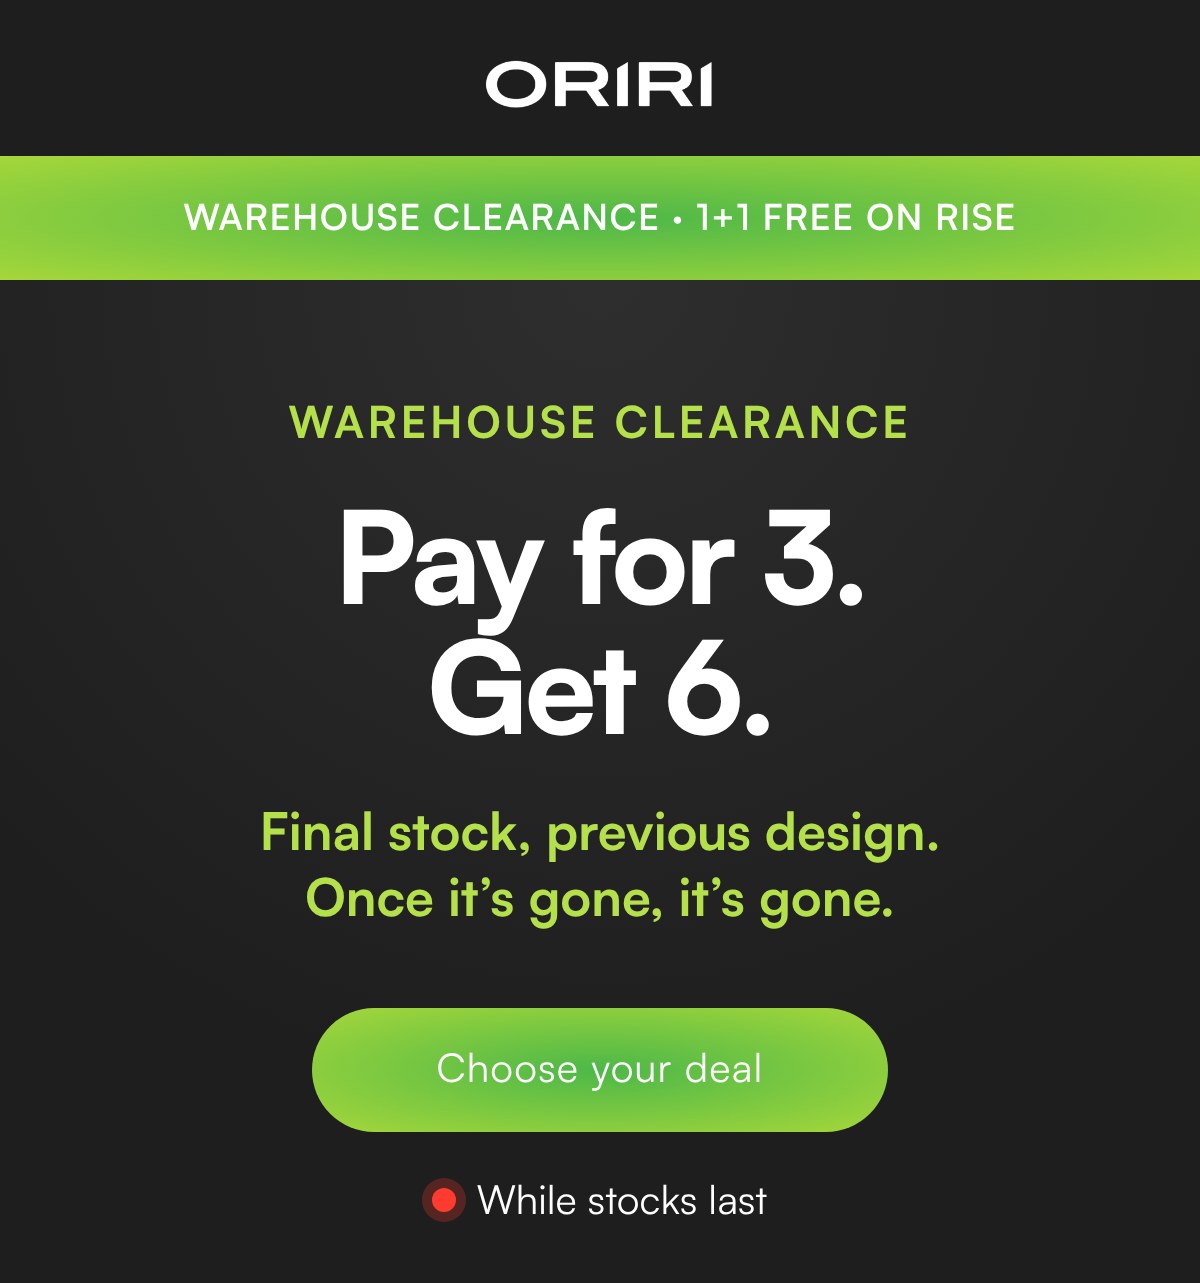 ORIRI
WAREHOUSE CLEARANCE · 1+1 FREE ON RISE
WAREHOUSE CLEARANCE
Pay for 3.
Get 6.
Final stock, previous design.
Once it’s gone, it’s gone.
Choose your deal
While stocks last